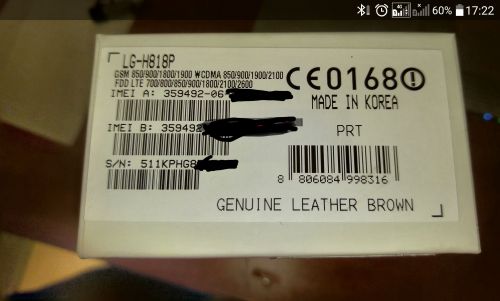 60% 17:22
LG-H818P
GSM 850/900/1800/1900 WCDMA 850/900/1900/2100
FDD LTE 700/800/850/900/1800/2100/2600
IMEI A: 359492-06
IMEI B: 359492
S/N: 511KPHG8
CE0168
MADE IN KOREA
PRT
8 806084 998316
GENUINE LEATHER BROWN